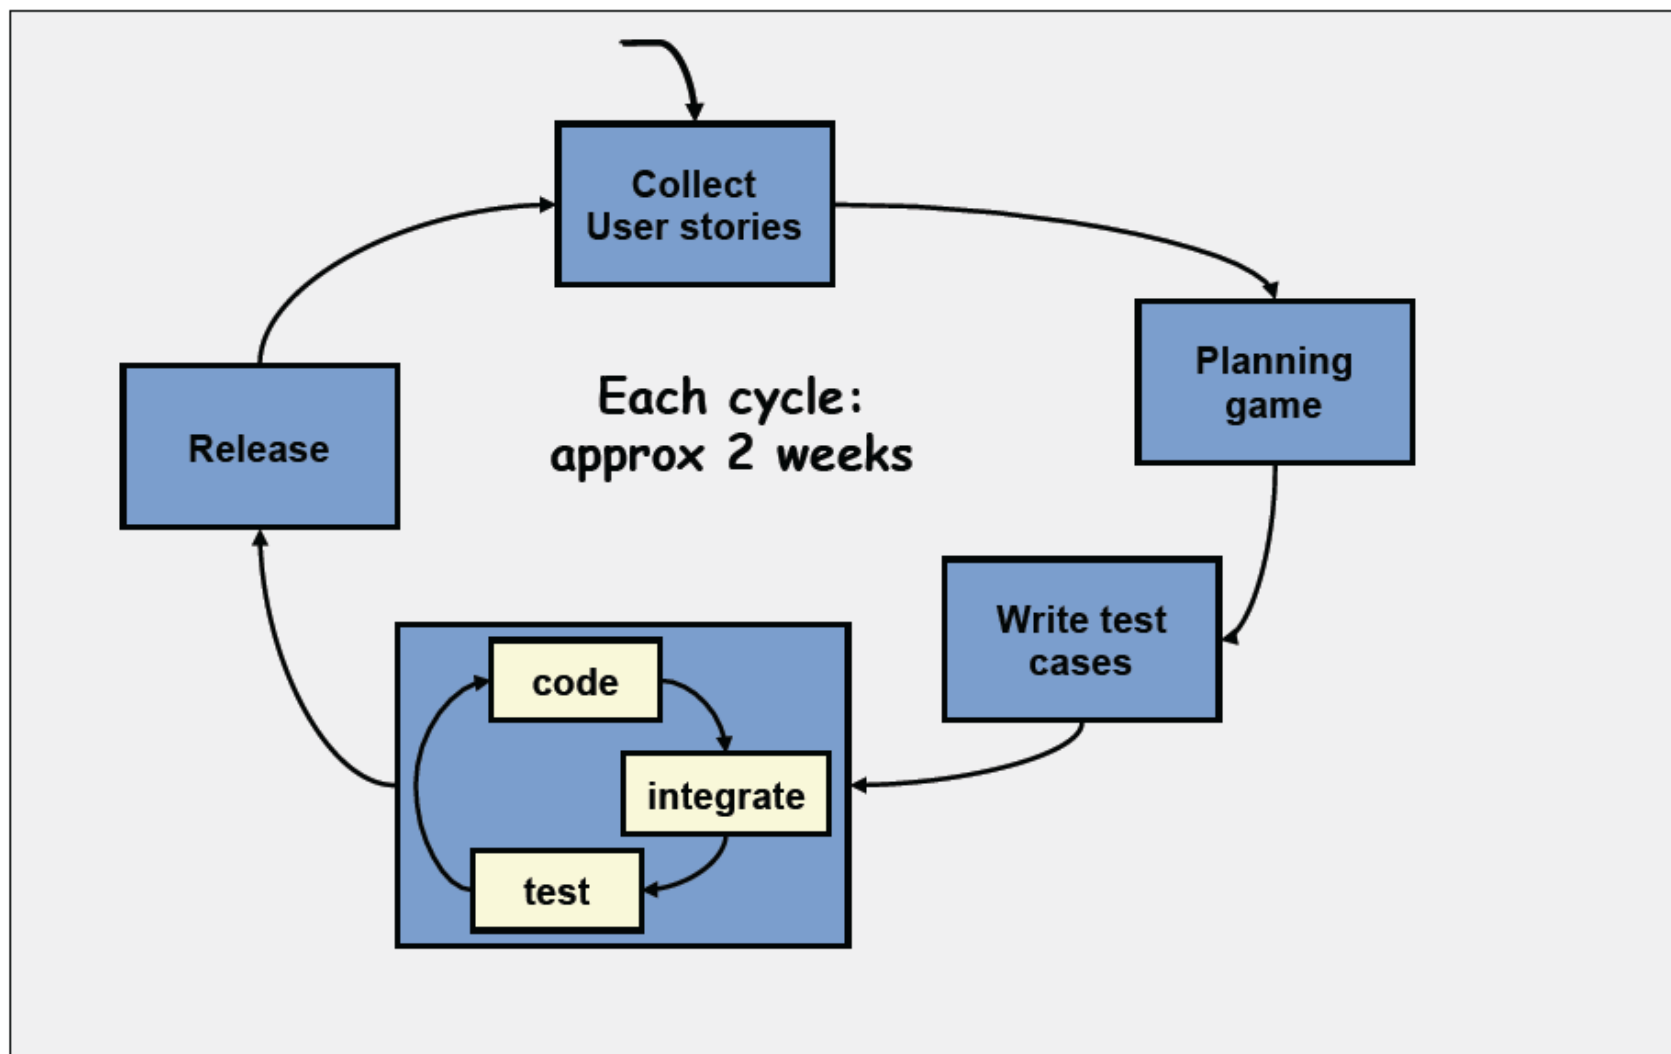 Collect
User stories
Planning
game
Each cycle:
approx 2 weeks
Release
Write test
cases
code
integrate
test